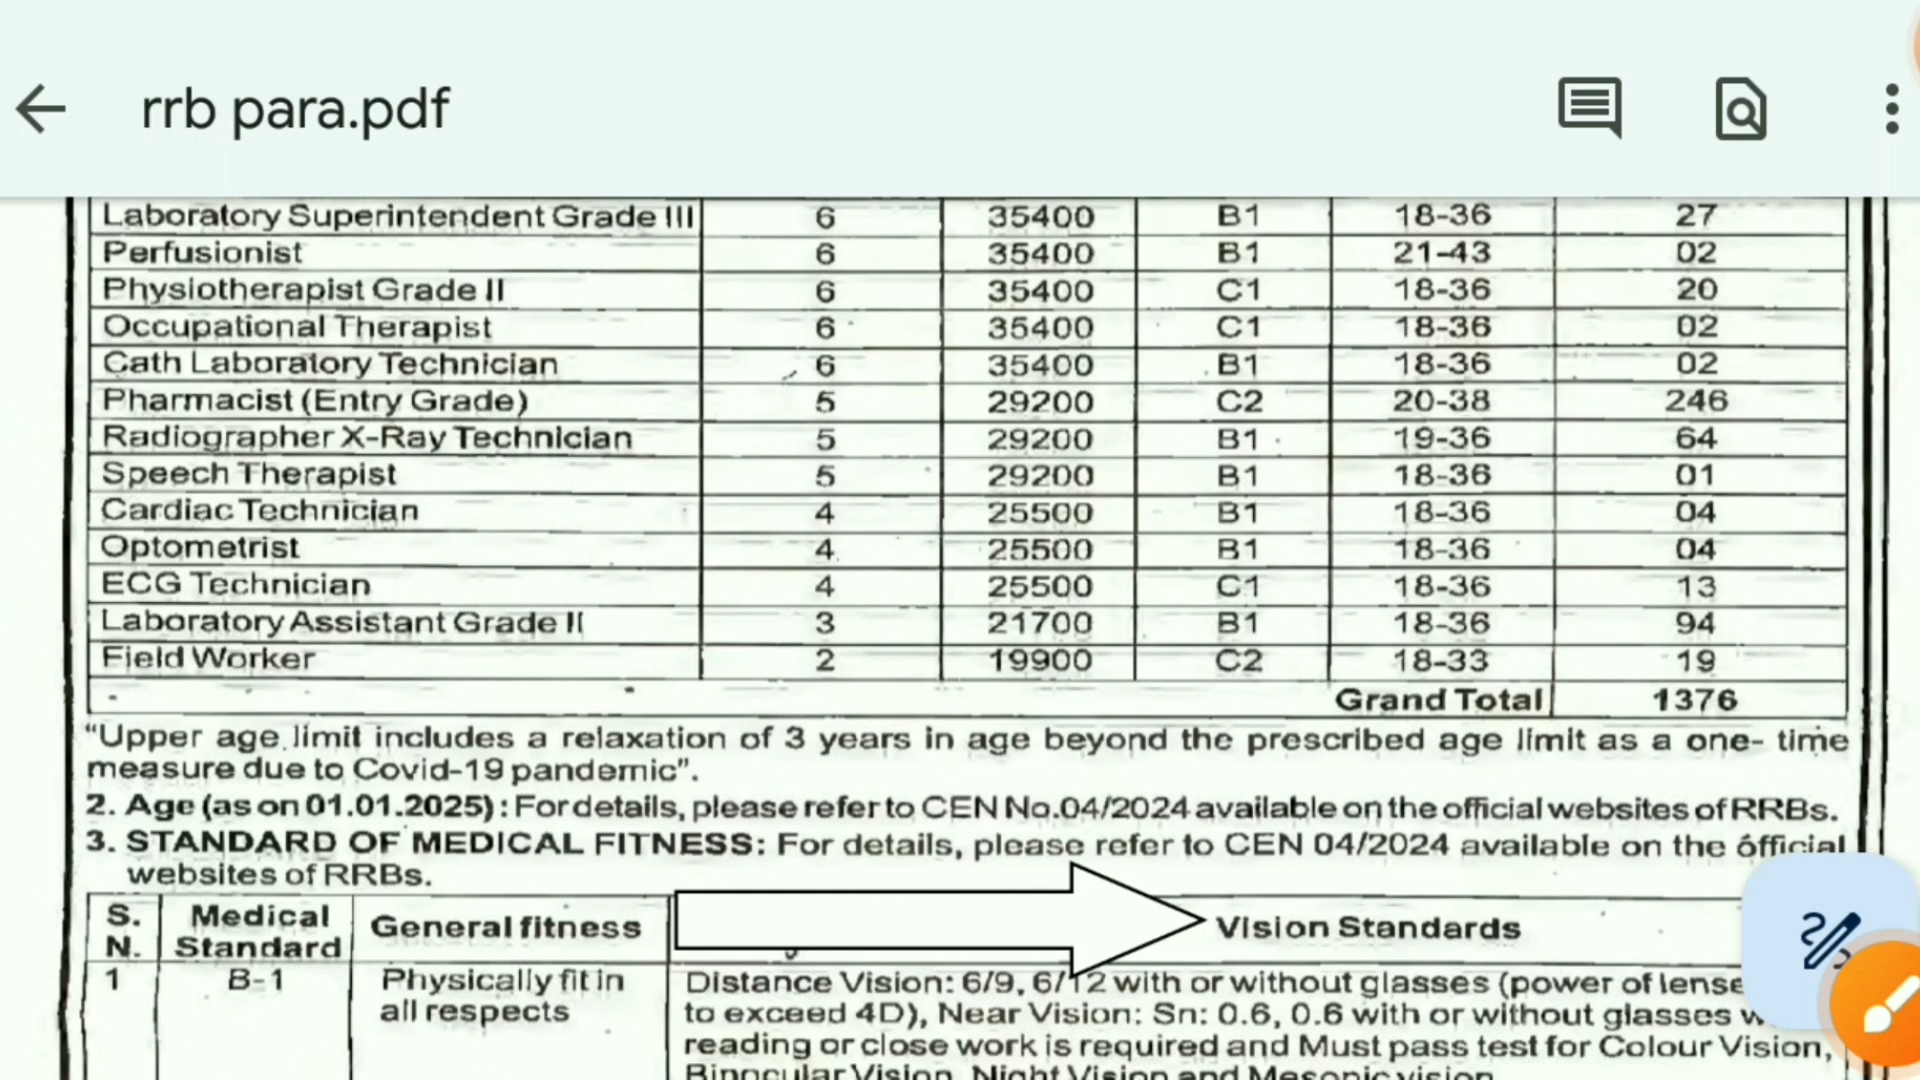 rrb para.pdf
Laboratory Superintendent Grade III 6 35400 B1 18-36 27
Perfusionist 6 35400 B1 21-43 02
Physiotherapist Grade II 6 35400 C1 18-36 20
Occupational Therapist 6 35400 C1 18-36 02
Cath Laboratory Technician 6 35400 B1 18-36 02
Pharmacist (Entry Grade) 5 29200 C2 20-38 246
Radiographer X-Ray Technician 5 29200 B1 19-36 64
Speech Therapist 5 29200 B1 18-36 01
Cardiac Technician 4 25500 B1 18-36 04
Optometrist 4 25500 B1 18-36 04
ECG Technician 4 25500 C1 18-36 13
Laboratory Assistant Grade II 3 21700 B1 18-36 94
Field Worker 2 19900 C2 18-33 19
Grand Total 1376
“Upper age limit includes a relaxation of 3 years in age beyond the prescribed age limit as a one- time
measure due to Covid-19 pandemic”.
2. Age (as on 01.01.2025) : For details, please refer to CEN No.04/2024 available on the official websites of RRBs.
3. STANDARD OF MEDICAL FITNESS: For details, please refer to CEN 04/2024 available on the official
websites of RRBs.
S. N. Medical Standard General fitness Vision Standards
1 B-1 Physically fit in all respects
Distance Vision: 6/9, 6/12 with or without glasses (power of lense
to exceed 4D), Near Vision: Sn: 0.6, 0.6 with or without glasses
reading or close work is required and Must pass test for Colour Vision,
Binocular Vision, Night Vision and Mesopic vision